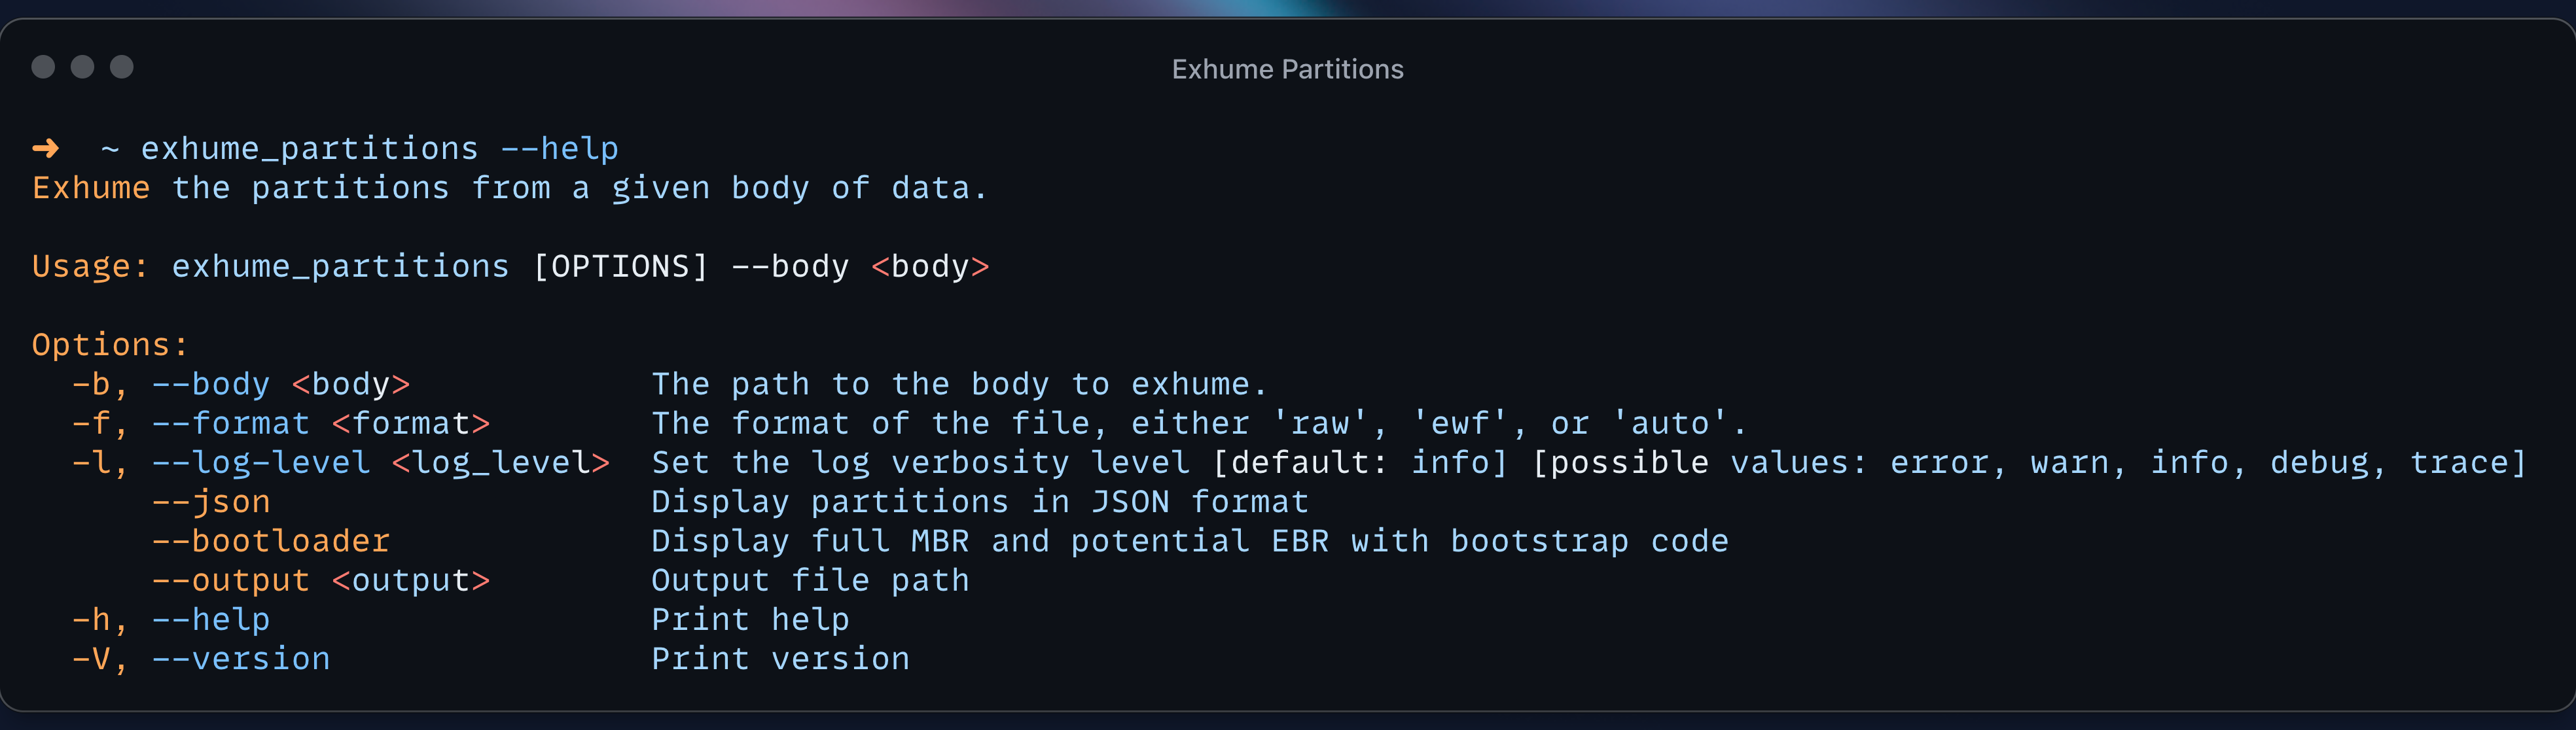 Exhume Partitions
➜  ~ exhume_partitions --help
Exhume the partitions from a given body of data.

Usage: exhume_partitions [OPTIONS] --body <body>

Options:
  -b, --body <body>            The path to the body to exhume.
  -f, --format <format>        The format of the file, either 'raw', 'ewf', or 'auto'.
  -l, --log-level <log_level>  Set the log verbosity level [default: info] [possible values: error, warn, info, debug, trace]
      --json                   Display partitions in JSON format
      --bootloader             Display full MBR and potential EBR with bootstrap code
      --output <output>        Output file path
  -h, --help                   Print help
  -V, --version                Print version